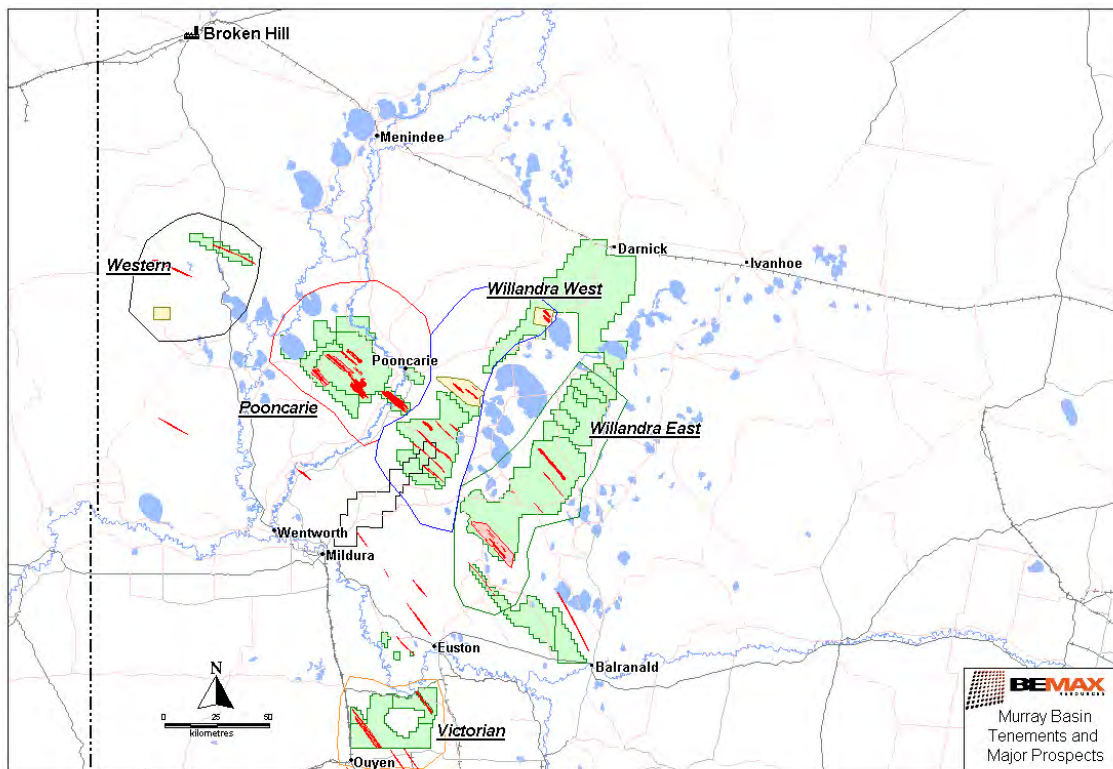 Broken Hill
Menindee
Darnick
Ivanhoe
Western
Willandra West
Pooncarie
Pooncarie
Willandra East
Wentworth
Mildura
Euston
Balranald
N
0 25 50
kilometres
Victorian
Ouyen
BEMAX
RESOURCES
Murray Basin
Tenements and
Major Prospects